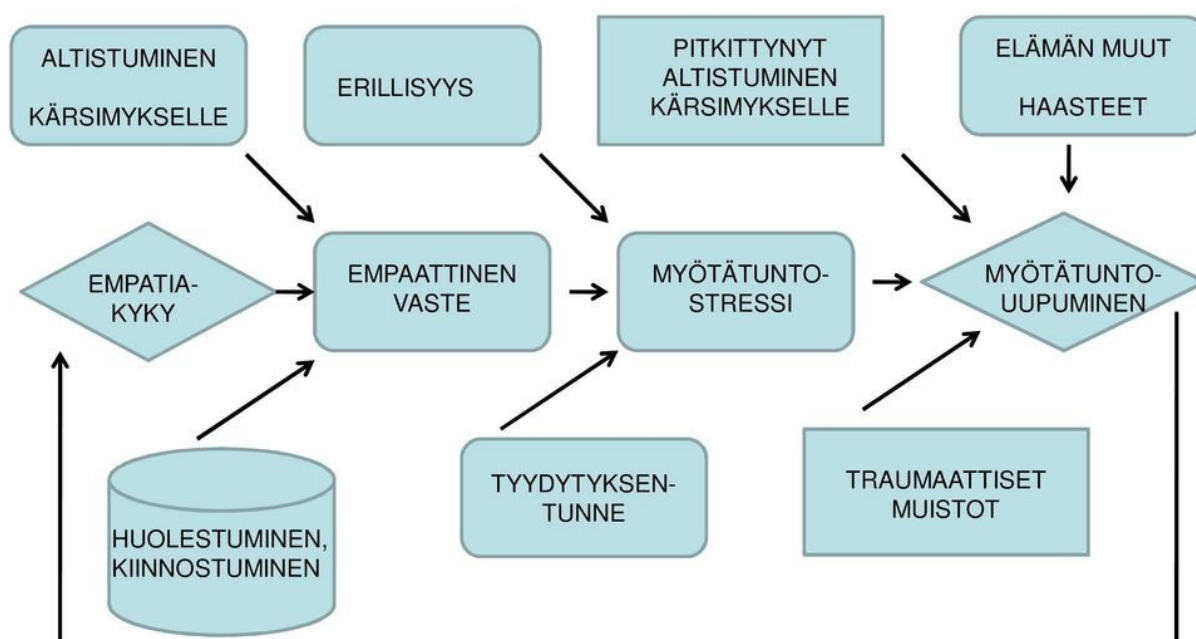 ALTISTUMINEN
KÄRSIMYKSELLE
ERILLISYYS
PITKITTYNYT
ALTISTUMINEN
KÄRSIMYKSELLE
ELÄMÄN MUUT
HAASTEET
EMPATIA-
KYKY
EMPAATTINEN
VASTE
MYÖTÄTUNTO-
STRESSI
MYÖTÄTUNTO-
UUPUMINEN
HUOLESTUMINEN,
KIINNOSTUMINEN
TYYDYTYKSEN-
TUNNE
TRAUMAATTISET
MUISTOT